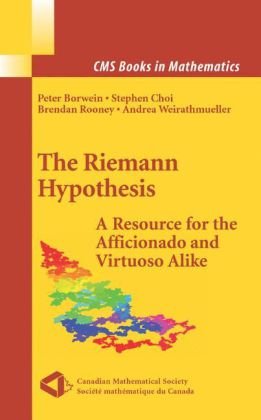 CMS Books in Mathematics
Peter Borwein • Stephen Choi
Brendan Rooney • Andrea Weirathmueller
The Riemann
Hypothesis
A Resource for the
Afficionado and
Virtuoso Alike
Canadian Mathematical Society
Société mathématique du Canada